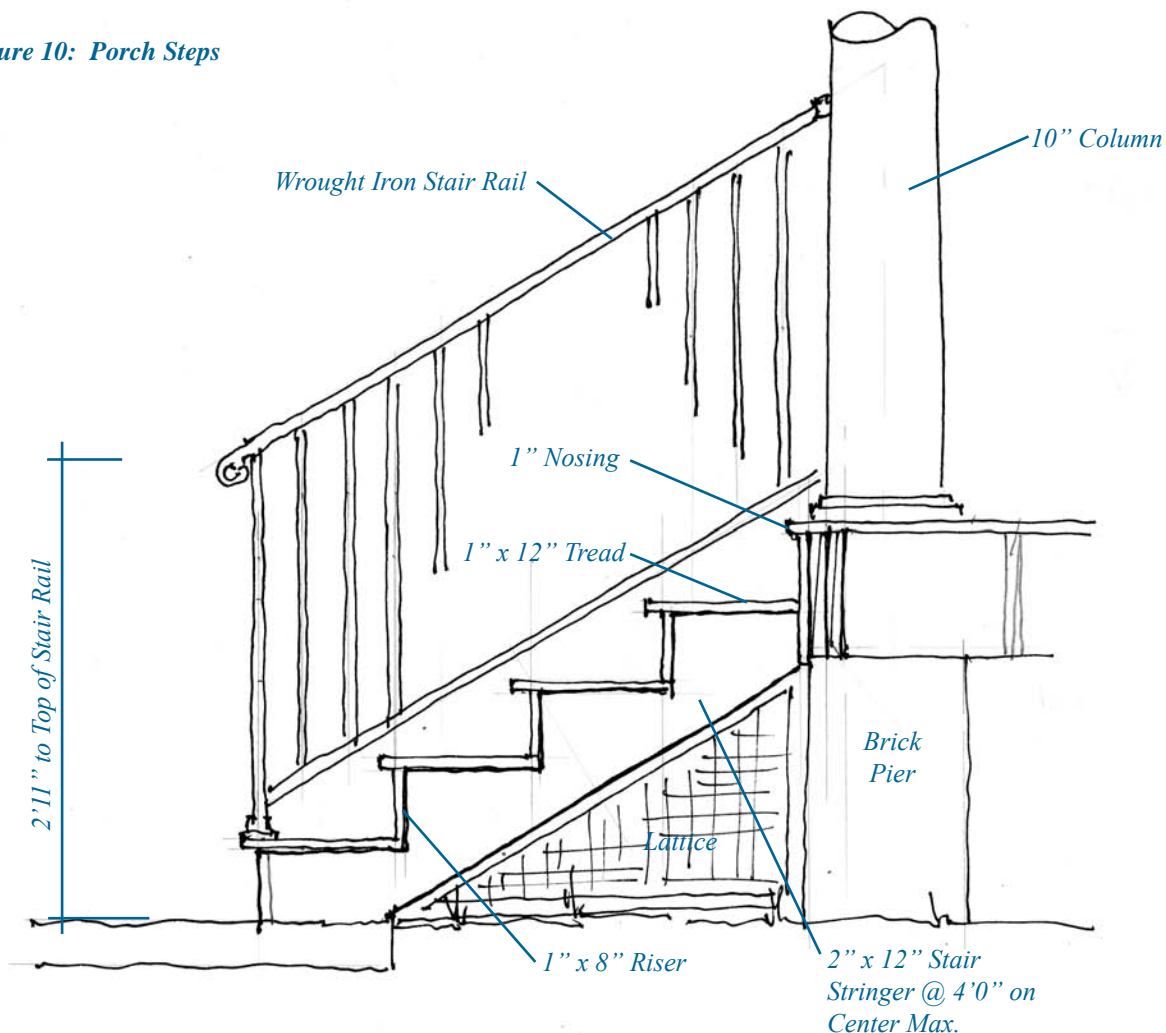 ure 10: Porch Steps
10” Column
Wrought Iron Stair Rail
1” Nosing
1” x 12” Tread
2’11” to Top of Stair Rail
Brick
Pier
Lattice
1” x 8” Riser
2” x 12” Stair
Stringer @ 4’0” on
Center Max.